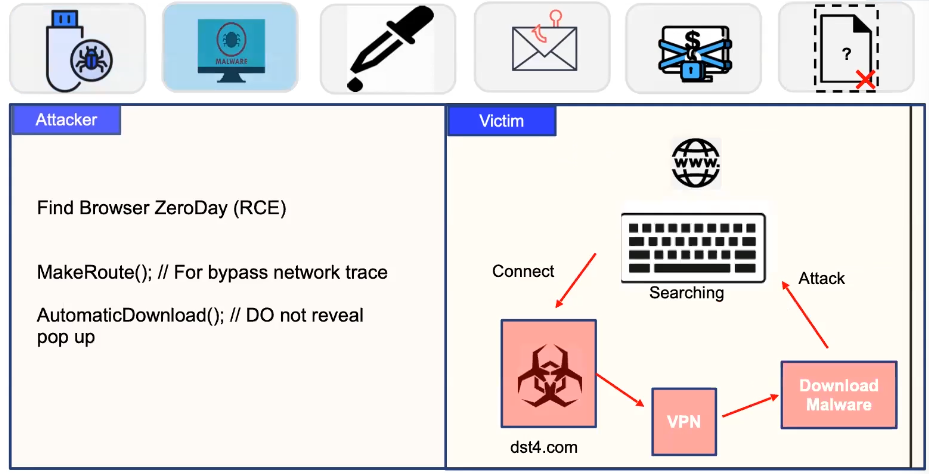 MALWARE
$
?
Attacker
Victim
WWW.
Find Browser ZeroDay (RCE)
MakeRoute(); // For bypass network trace
AutomaticDownload(); // DO not reveal
pop up
Connect
Searching
Attack
Download
Malware
VPN
dst4.com